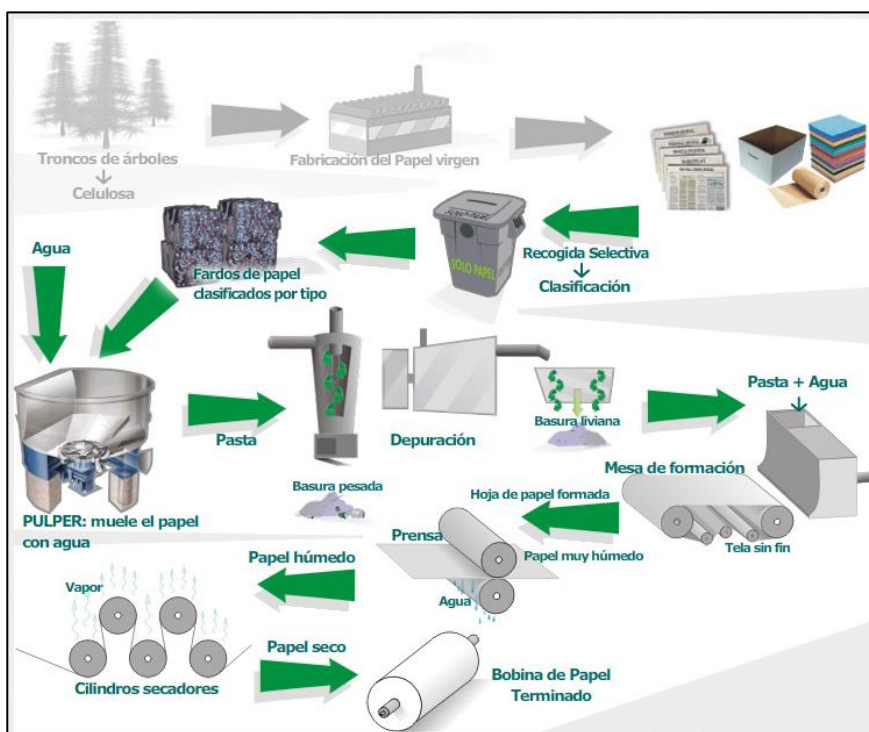 Troncos de árboles
Celulosa
Fabricación del Papel virgen
Agua
Fardos de papel
clasificados por tipo
SOLO PAPEL
SOLO PAPEL
Recogida Selectiva
Clasificación
Pasta
Depuración
Basura liviana
Pasta + Agua
Basura pesada
Mesa de formación
PULPER: muele el papel
con agua
Hoja de papel formada
Prensa
Papel muy húmedo
Tela sin fin
Papel húmedo
Vapor
Agua
Papel seco
Cilindros secadores
Bobina de Papel
Terminado